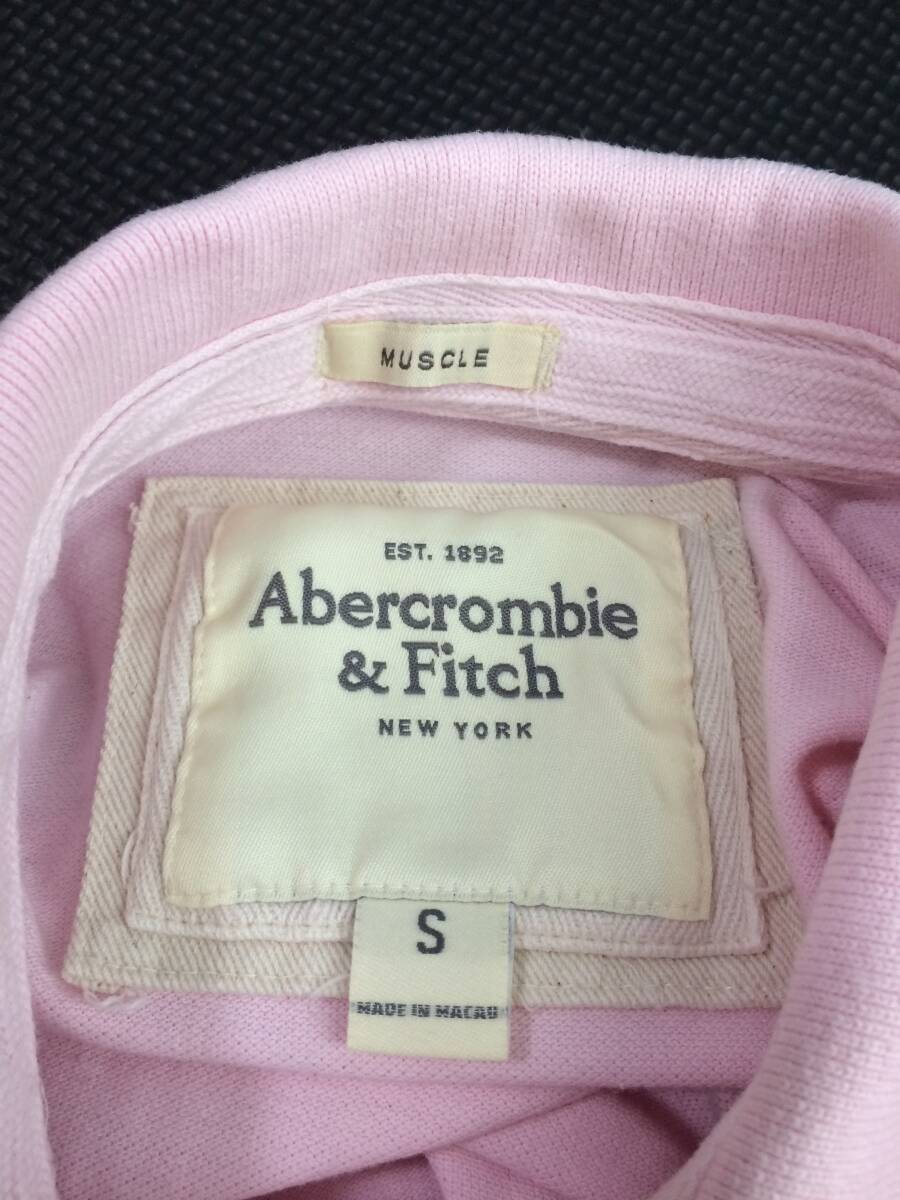 MUSCLE
EST. 1892
Abercrombie
& Fitch
NEW YORK
S
MADE IN MACAU